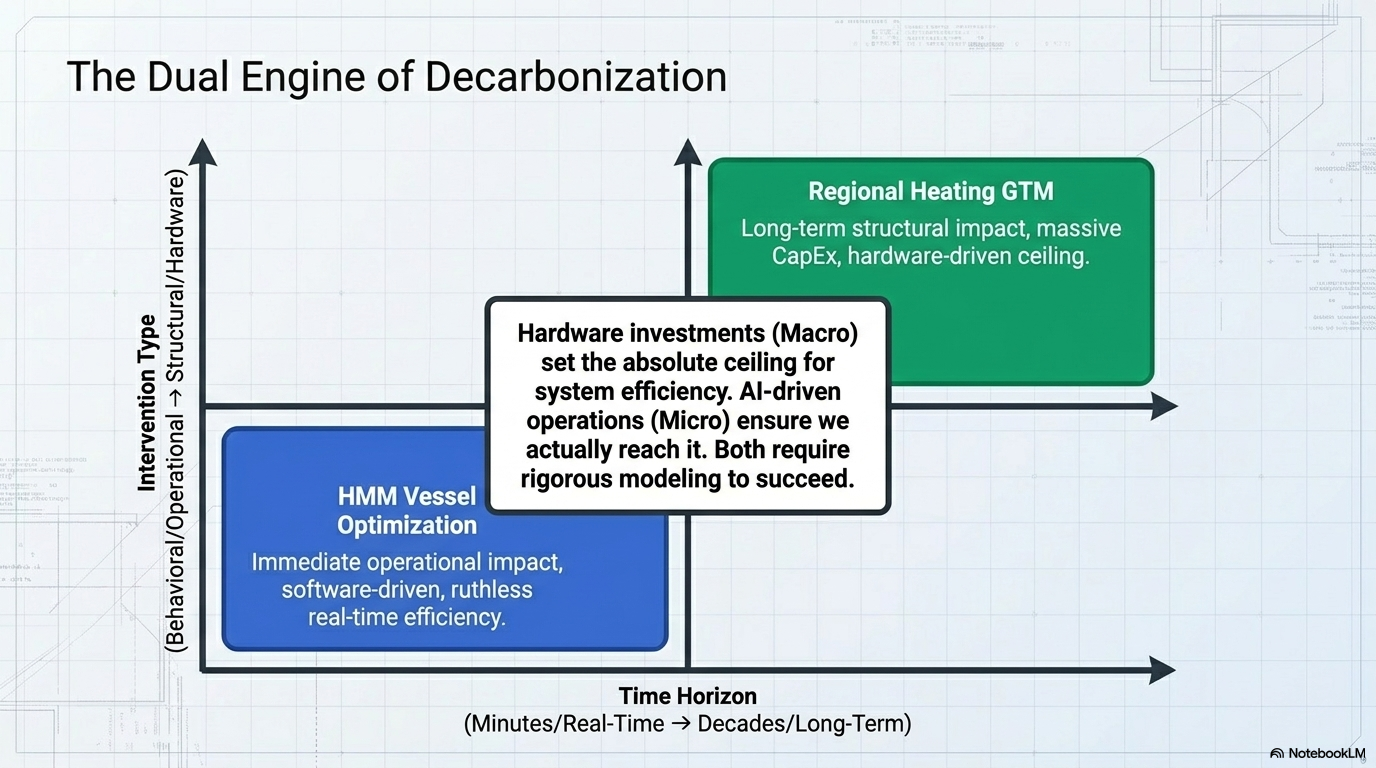 The Dual Engine of Decarbonization
Intervention Type
(Behavioral/Operational → Structural/Hardware)
Regional Heating GTM
Long-term structural impact, massive
CapEx, hardware-driven ceiling.
Hardware investments (Macro)
set the absolute ceiling for
system efficiency. AI-driven
operations (Micro) ensure we
actually reach it. Both require
rigorous modeling to succeed.
HMM Vessel
Optimization
Immediate operational impact,
software-driven, ruthless
real-time efficiency.
Time Horizon
(Minutes/Real-Time → Decades/Long-Term)
NotebookLM